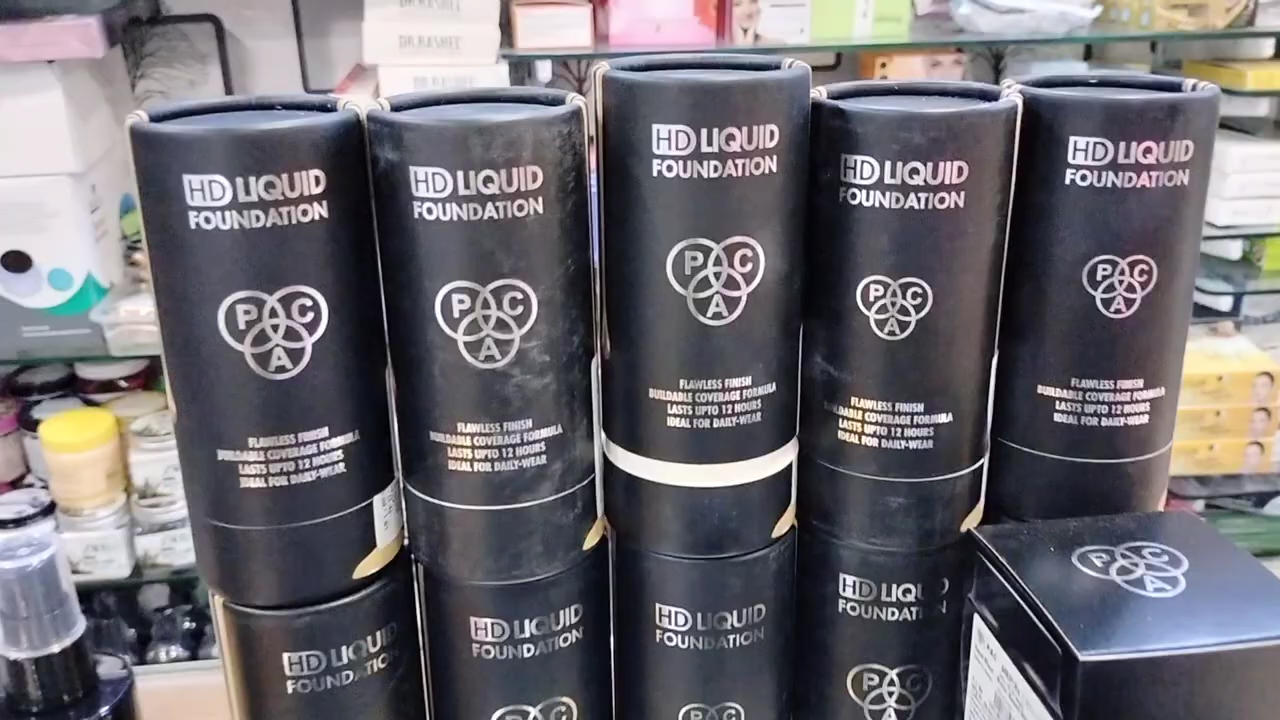 DR.RASHEL
DR.RASHEL
HD LIQUID
FOUNDATION
P A C
FLAWLESS FINISH
BUILDABLE COVERAGE FORMULA
LASTS UPTO 12 HOURS
IDEAL FOR DAILY-WEAR
HD LIQUID
FOUNDATION
P A C
FLAWLESS FINISH
BUILDABLE COVERAGE FORMULA
LASTS UPTO 12 HOURS
IDEAL FOR DAILY-WEAR
HD LIQUID
FOUNDATION
P A C
FLAWLESS FINISH
BUILDABLE COVERAGE FORMULA
LASTS UPTO 12 HOURS
IDEAL FOR DAILY-WEAR
HD LIQUID
FOUNDATION
P A C
FLAWLESS FINISH
BUILDABLE COVERAGE FORMULA
LASTS UPTO 12 HOURS
IDEAL FOR DAILY-WEAR
HD LIQUID
FOUNDATION
P A C
FLAWLESS FINISH
BUILDABLE COVERAGE FORMULA
LASTS UPTO 12 HOURS
IDEAL FOR DAILY-WEAR
HD LIQUID
FOUNDATION
HD LIQUID
FOUNDATION
P A C
HD LIQUID
FOUNDATION
P A C
HD LIQU
FOUNDATI
P A C
P A C